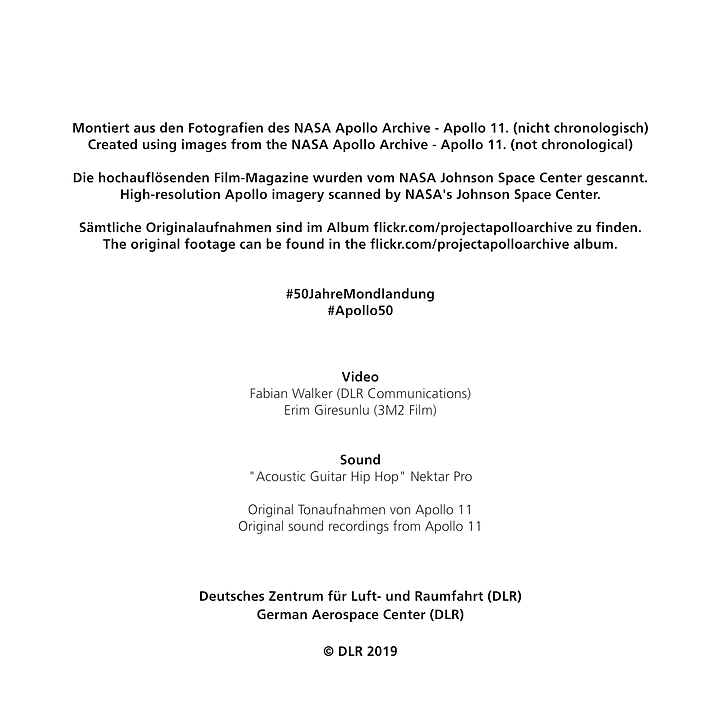 Montiert aus den Fotografien des NASA Apollo Archive - Apollo 11. (nicht chronologisch)
Created using images from the NASA Apollo Archive - Apollo 11. (not chronological)
Die hochauflösenden Film-Magazine wurden vom NASA Johnson Space Center gescannt.
High-resolution Apollo imagery scanned by NASA's Johnson Space Center.
Sämtliche Originalaufnahmen sind im Album flickr.com/projectapolloarchive zu finden.
The original footage can be found in the flickr.com/projectapolloarchive album.
#50JahreMondlandung
#Apollo50
Video
Fabian Walker (DLR Communications)
Erim Giresunlu (3M2 Film)
Sound
"Acoustic Guitar Hip Hop" Nektar Pro
Original Tonaufnahmen von Apollo 11
Original sound recordings from Apollo 11
Deutsches Zentrum für Luft- und Raumfahrt (DLR)
German Aerospace Center (DLR)
© DLR 2019